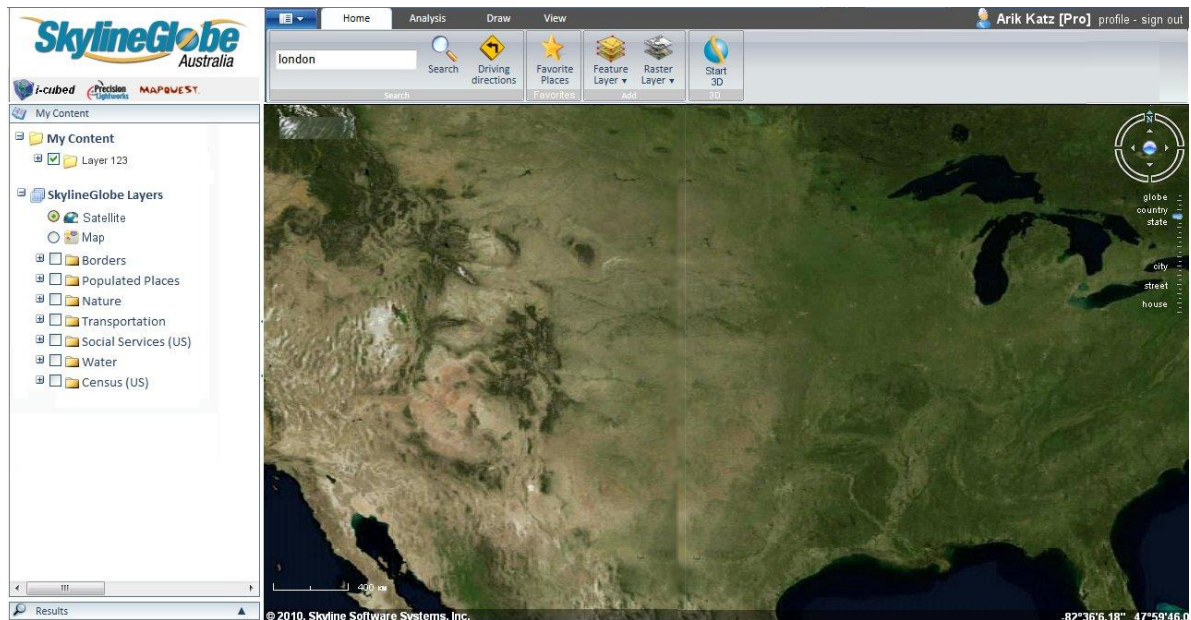 SkylineGlobe
Australia
i-cubed Precision Lightworks MAPQUEST
Home Analysis Draw View
Arik Katz [Pro] profile - sign out
london
Search
Driving directions
Favorite Places
Feature Layer
Raster Layer
Start 3D
Search Favorites Add 3D
My Content
My Content
Layer 123
SkylineGlobe Layers
Satellite
Map
Borders
Populated Places
Nature
Transportation
Social Services (US)
Water
Census (US)
Results
N
globe
country
state
city
street
house
400 KM
© 2010, Skyline Software Systems, Inc.
-82°36'6.18" 47°59'46.0